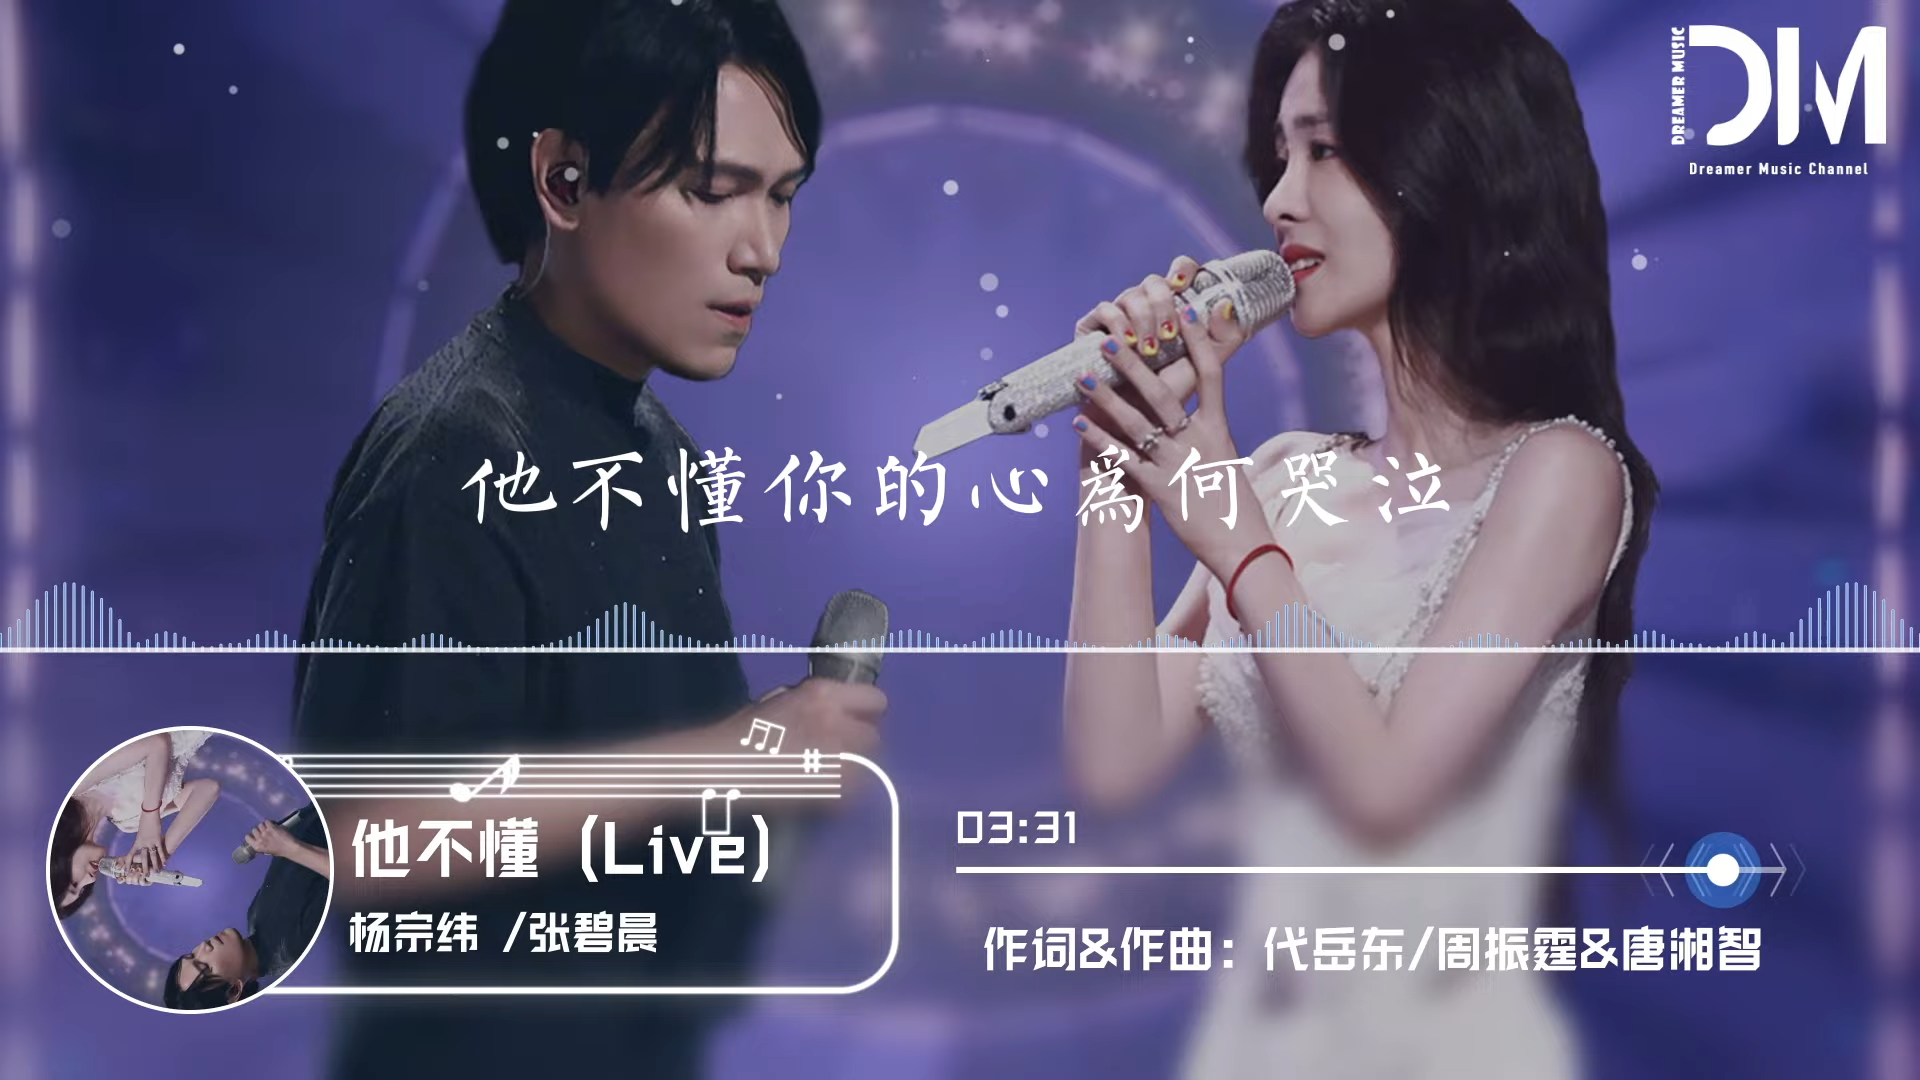 DREAMER MUSIC
DM
Dreamer Music Channel
他不懂你的心爲何哭泣
他不懂（Live）
杨宗纬 /张碧晨
03:31
作词&作曲：代岳东/周振霆&唐湘智